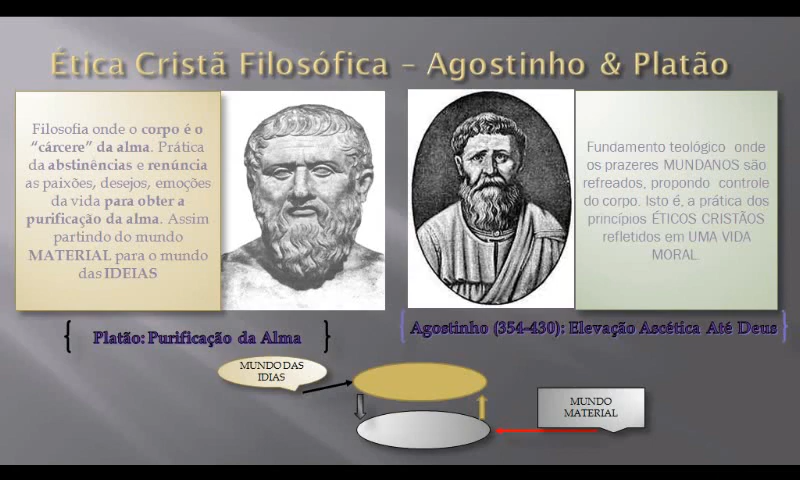 Ética Cristã Filosófica – Agostinho & Platão
Filosofia onde o corpo é o
“cárcere” da alma. Prática
da abstinências e renúncia
as paixões, desejos, emoções
da vida para obter a
purificação da alma. Assim
partindo do mundo
MATERIAL para o mundo
das IDEIAS
Fundamento teológico onde
os prazeres MUNDANOS são
refreados, propondo controle
do corpo. Isto é, a prática dos
princípios ÉTICOS CRISTÃOS
refletidos em UMA VIDA
MORAL.
Platão: Purificação da Alma
Agostinho (354-430): Elevação Ascética Até Deus
MUNDO DAS
IDIAS
MUNDO
MATERIAL